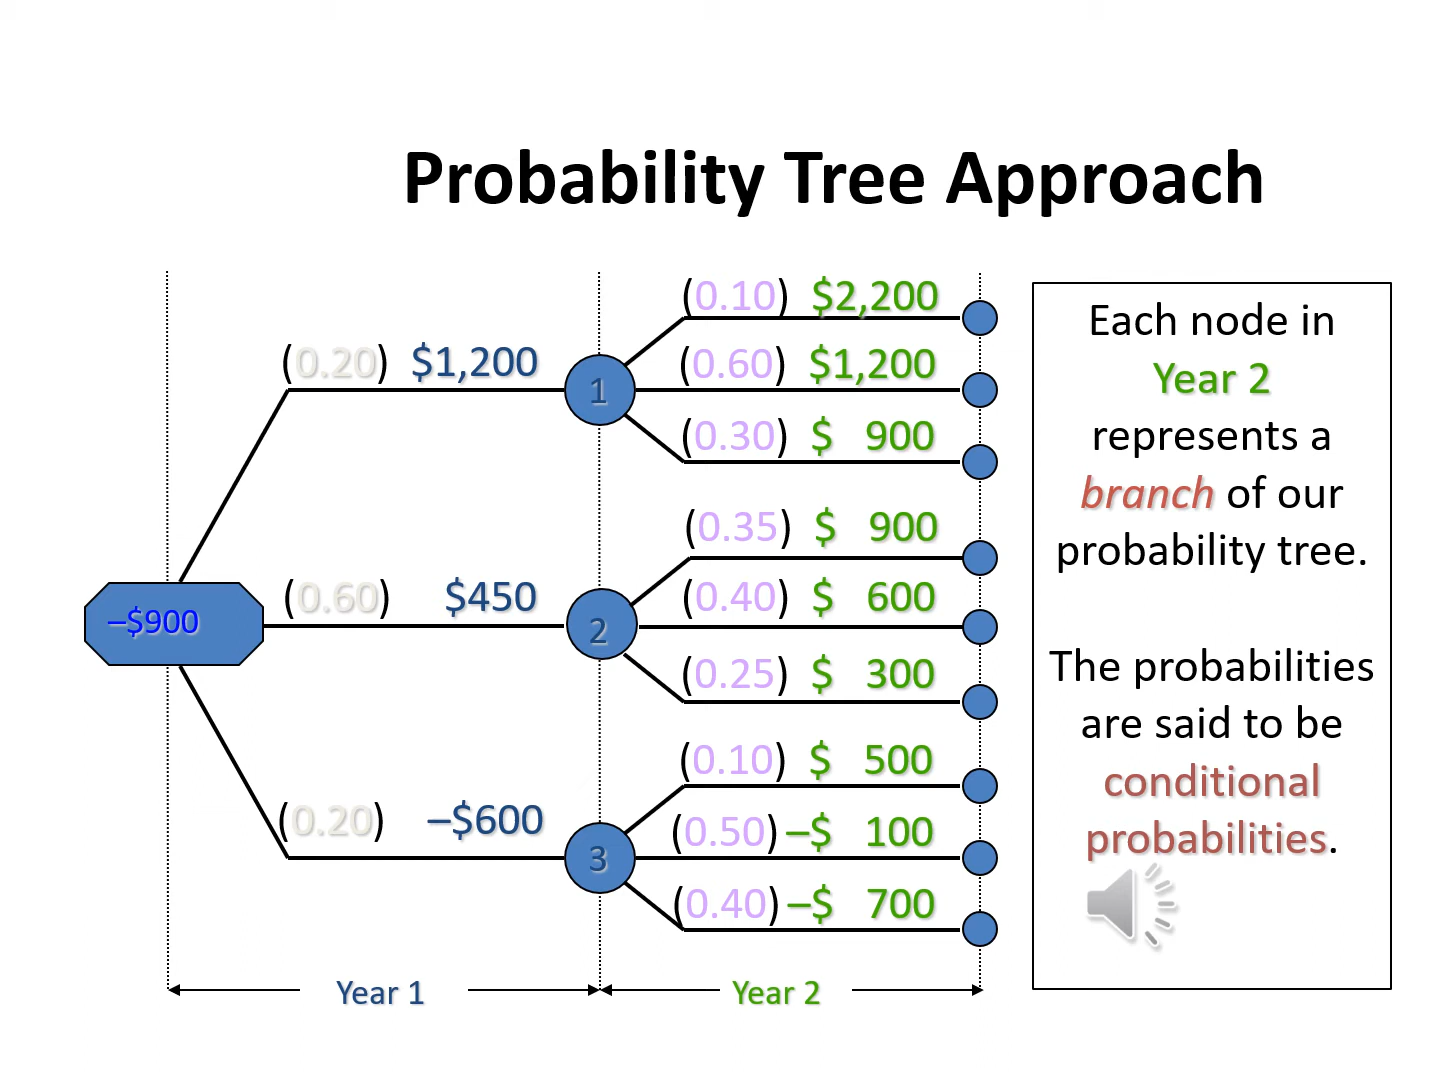 Probability Tree Approach
(0.10) $2,200
(0.20) $1,200
1
(0.60) $1,200
(0.30) $ 900
(0.35) $ 900
–$900
(0.60) $450
2
(0.40) $ 600
(0.25) $ 300
(0.10) $ 500
(0.20) –$600
3
(0.50) –$ 100
(0.40) –$ 700
Year 1
Year 2
Each node in
Year 2
represents a
branch of our
probability tree.
The probabilities
are said to be
conditional
probabilities.